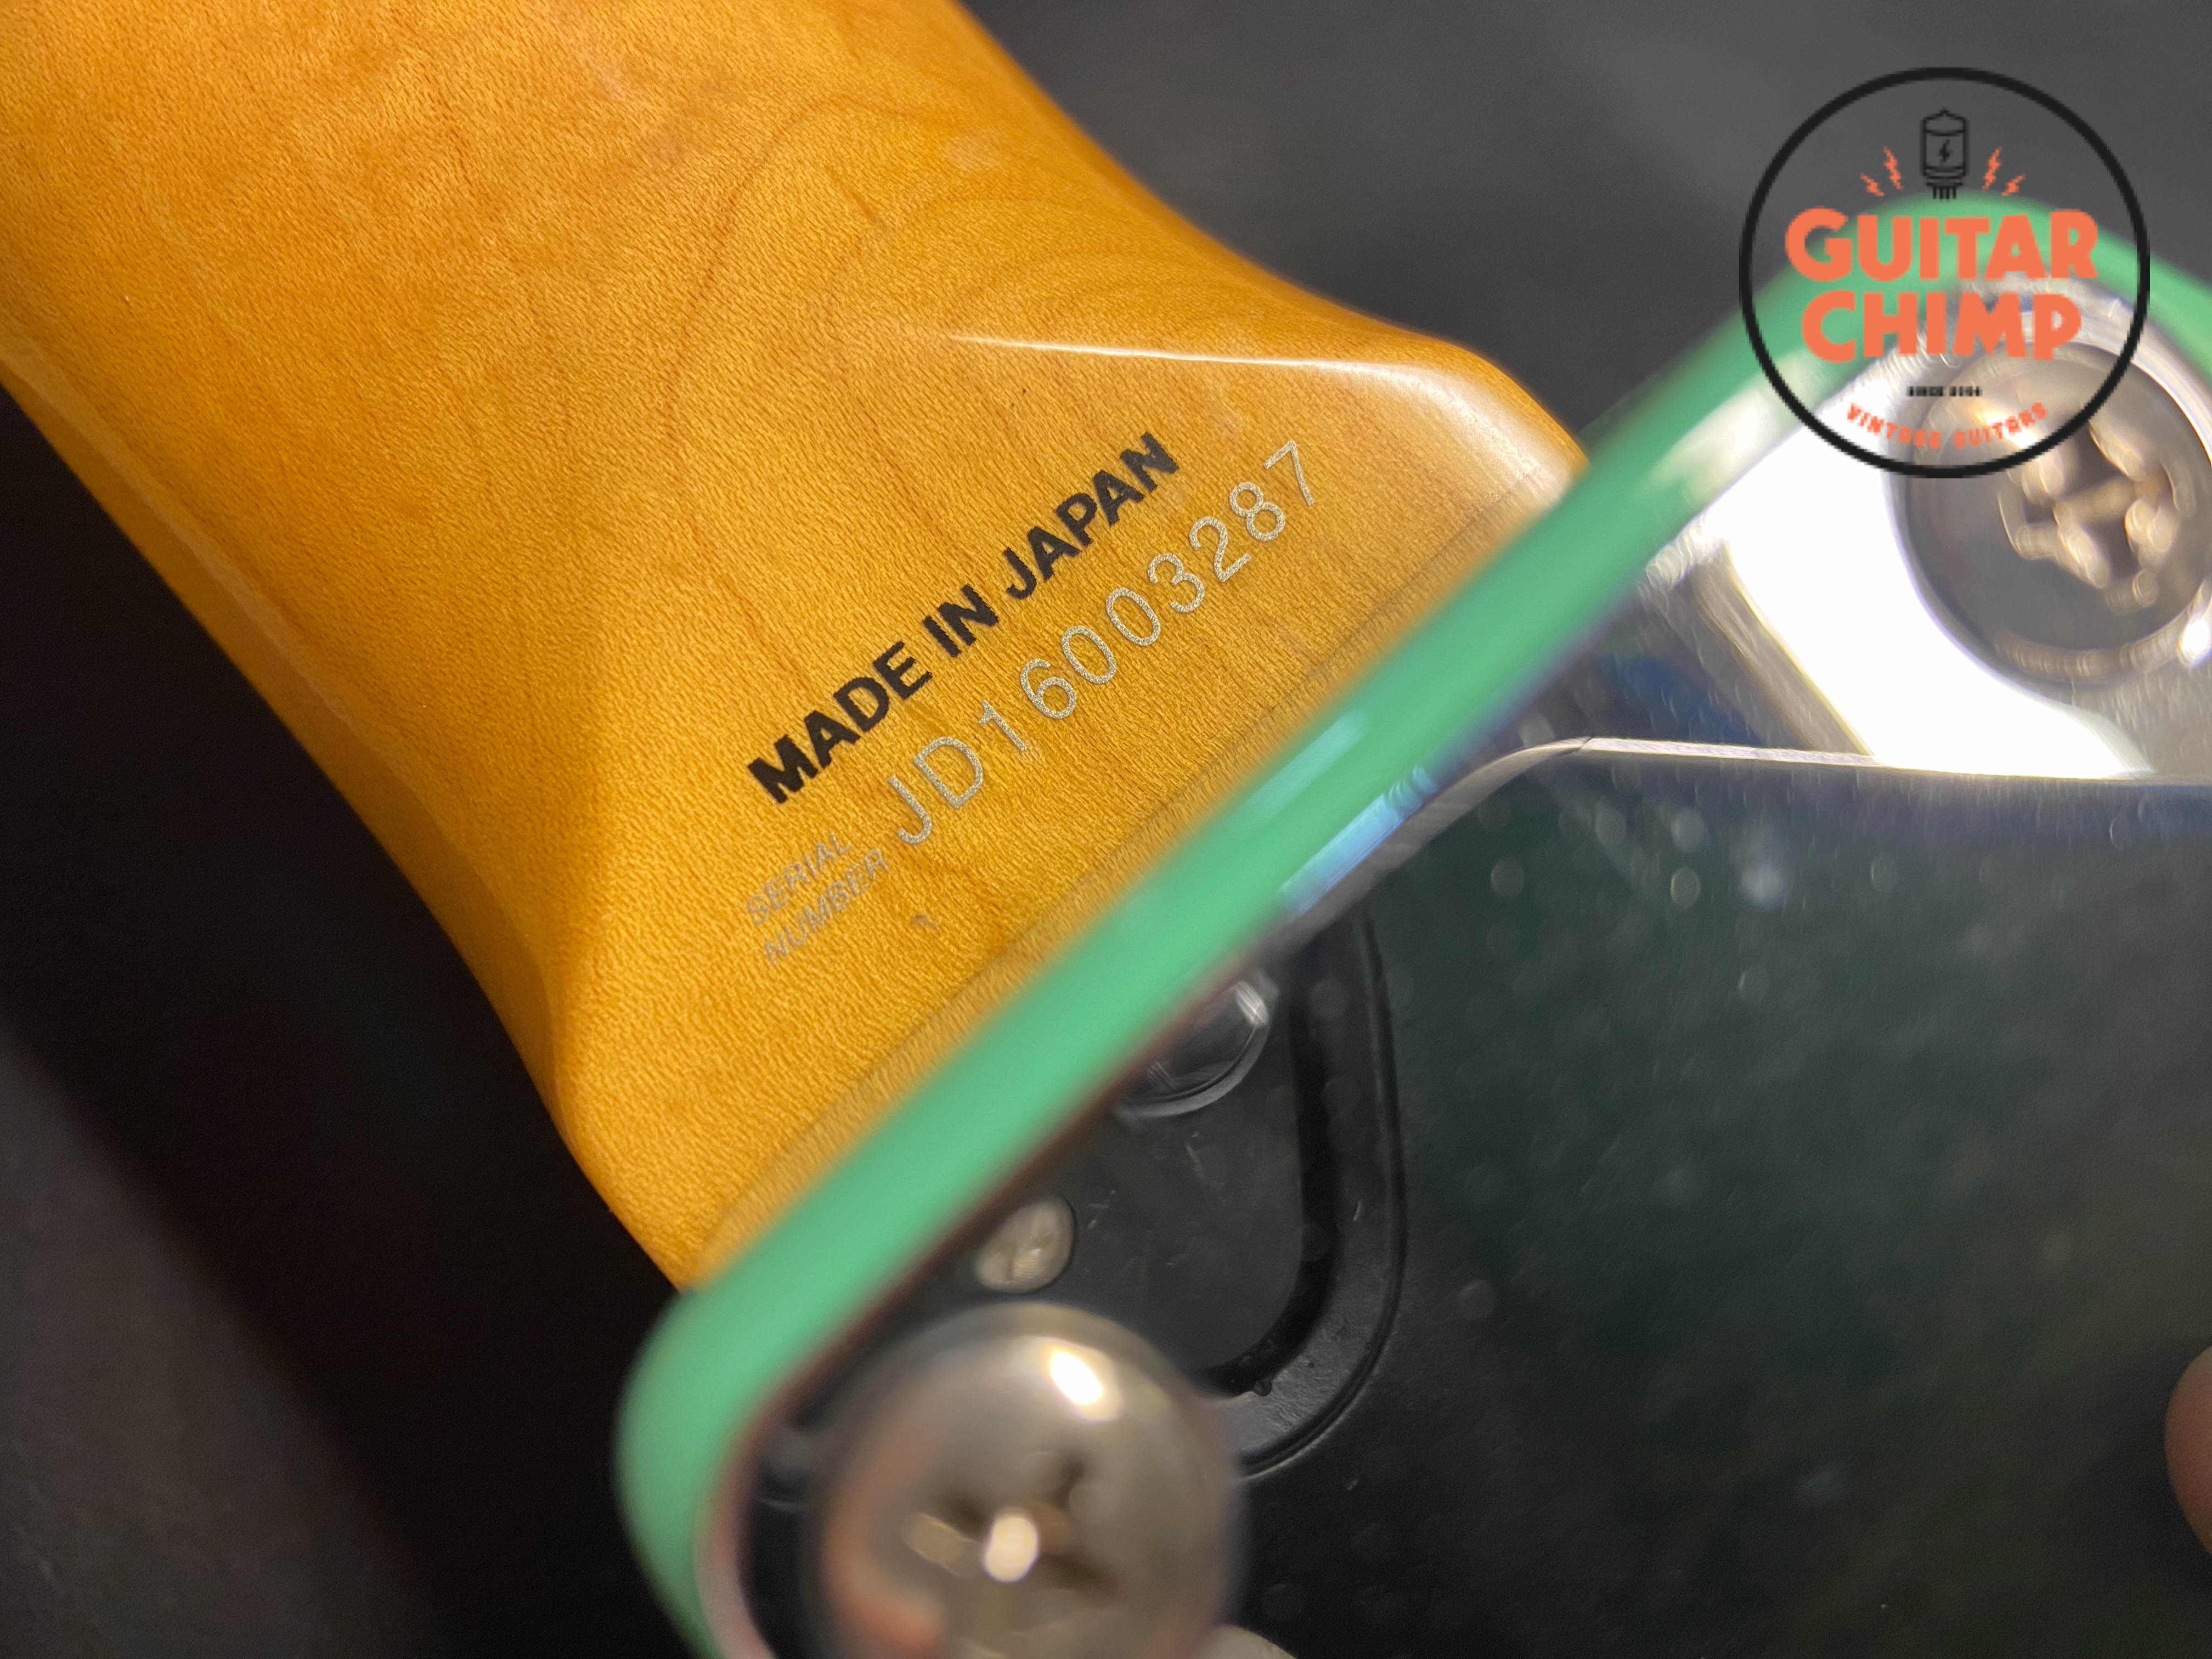 MADE IN JAPAN
SERIAL
NUMBER JD16003287
GUITAR
CHIMP
VINTAGE GUITARS